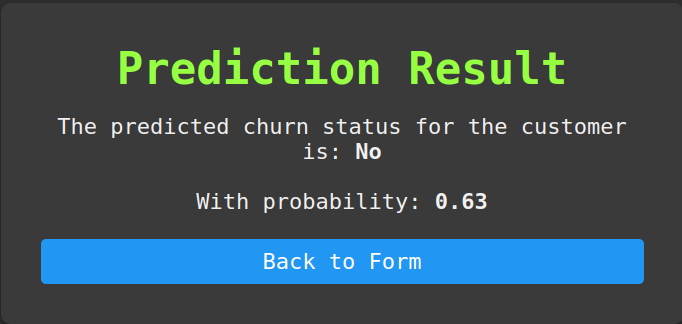 Prediction Result
The predicted churn status for the customer
is: No
With probability: 0.63
Back to Form